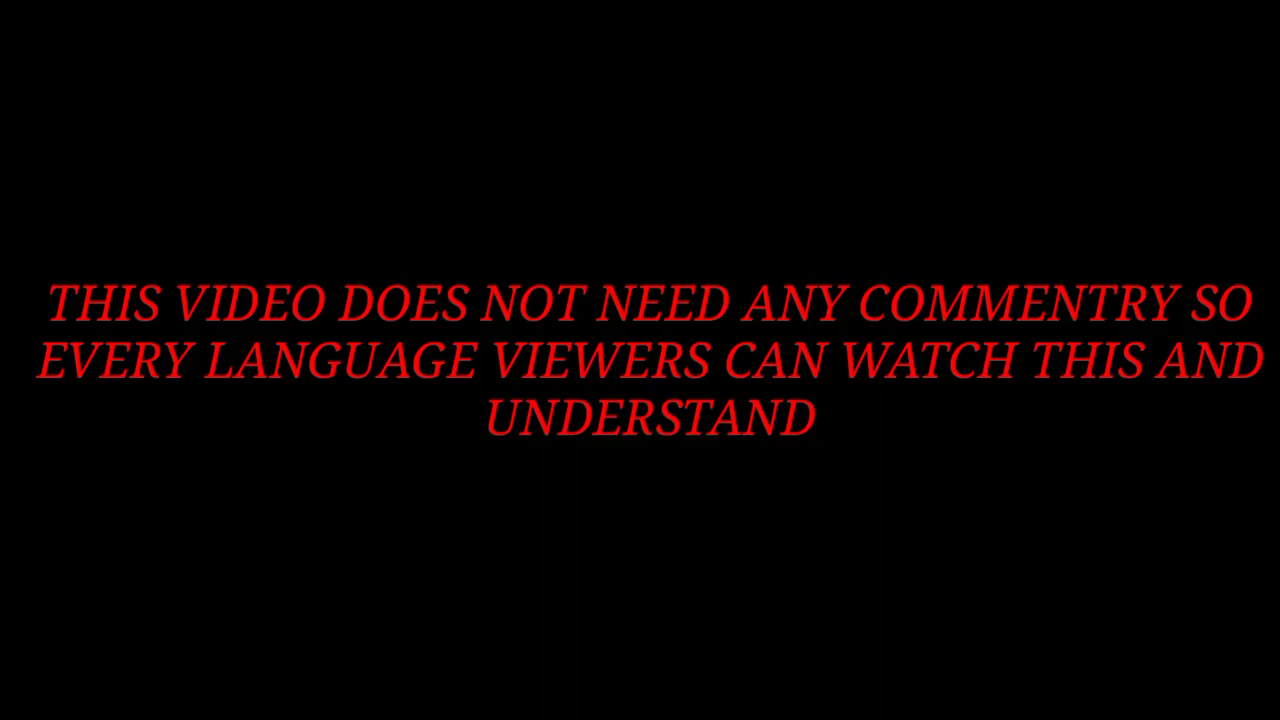 THIS VIDEO DOES NOT NEED ANY COMMENTRY SO
EVERY LANGUAGE VIEWERS CAN WATCH THIS AND
UNDERSTAND